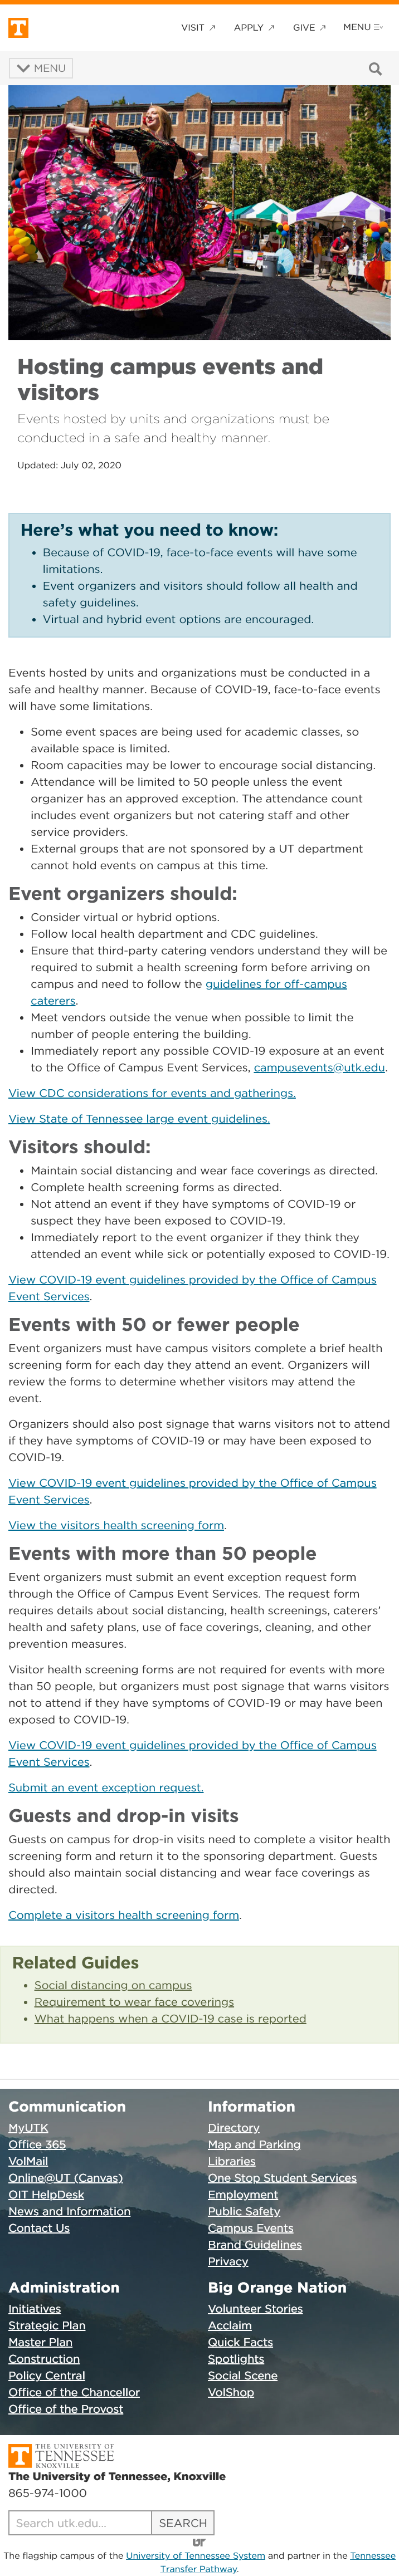 T
VISIT ↗ APPLY ↗ GIVE ↗ MENU
MENU
Hosting campus events and
visitors
Events hosted by units and organizations must be
conducted in a safe and healthy manner.
Updated: July 02, 2020
Here’s what you need to know:
• Because of COVID-19, face-to-face events will have some
limitations.
• Event organizers and visitors should follow all health and
safety guidelines.
• Virtual and hybrid event options are encouraged.
Events hosted by units and organizations must be conducted in a
safe and healthy manner. Because of COVID-19, face-to-face events
will have some limitations.
• Some event spaces are being used for academic classes, so
available space is limited.
• Room capacities may be lower to encourage social distancing.
• Attendance will be limited to 50 people unless the event
organizer has an approved exception. The attendance count
includes event organizers but not catering staff and other
service providers.
• External groups that are not sponsored by a UT department
cannot hold events on campus at this time.
Event organizers should:
• Consider virtual or hybrid options.
• Follow local health department and CDC guidelines.
• Ensure that third-party catering vendors understand they will be
required to submit a health screening form before arriving on
campus and need to follow the guidelines for off-campus
caterers.
• Meet vendors outside the venue when possible to limit the
number of people entering the building.
• Immediately report any possible COVID-19 exposure at an event
to the Office of Campus Event Services, campusevents@utk.edu.
View CDC considerations for events and gatherings.
View State of Tennessee large event guidelines.
Visitors should:
• Maintain social distancing and wear face coverings as directed.
• Complete health screening forms as directed.
• Not attend an event if they have symptoms of COVID-19 or
suspect they have been exposed to COVID-19.
• Immediately report to the event organizer if they think they
attended an event while sick or potentially exposed to COVID-19.
View COVID-19 event guidelines provided by the Office of Campus
Event Services.
Events with 50 or fewer people
Event organizers must have campus visitors complete a brief health
screening form for each day they attend an event. Organizers will
review the forms to determine whether visitors may attend the
event.
Organizers should also post signage that warns visitors not to attend
if they have symptoms of COVID-19 or may have been exposed to
COVID-19.
View COVID-19 event guidelines provided by the Office of Campus
Event Services.
View the visitors health screening form.
Events with more than 50 people
Event organizers must submit an event exception request form
through the Office of Campus Event Services. The request form
requires details about social distancing, health screenings, caterers’
health and safety plans, use of face coverings, cleaning, and other
prevention measures.
Visitor health screening forms are not required for events with more
than 50 people, but organizers must post signage that warns visitors
not to attend if they have symptoms of COVID-19 or may have been
exposed to COVID-19.
View COVID-19 event guidelines provided by the Office of Campus
Event Services.
Submit an event exception request.
Guests and drop-in visits
Guests on campus for drop-in visits need to complete a visitor health
screening form and return it to the sponsoring department. Guests
should also maintain social distancing and wear face coverings as
directed.
Complete a visitors health screening form.
Related Guides
• Social distancing on campus
• Requirement to wear face coverings
• What happens when a COVID-19 case is reported
Communication
MyUTK
Office 365
VolMail
Online@UT (Canvas)
OIT HelpDesk
News and Information
Contact Us
Information
Directory
Map and Parking
Libraries
One Stop Student Services
Employment
Public Safety
Campus Events
Brand Guidelines
Privacy
Administration
Initiatives
Strategic Plan
Master Plan
Construction
Policy Central
Office of the Chancellor
Office of the Provost
Big Orange Nation
Volunteer Stories
Acclaim
Quick Facts
Spotlights
Social Scene
VolShop
T THE UNIVERSITY OF
TENNESSEE
KNOXVILLE
The University of Tennessee, Knoxville
865-974-1000
Search utk.edu... SEARCH
UT
The flagship campus of the University of Tennessee System and partner in the Tennessee
Transfer Pathway.